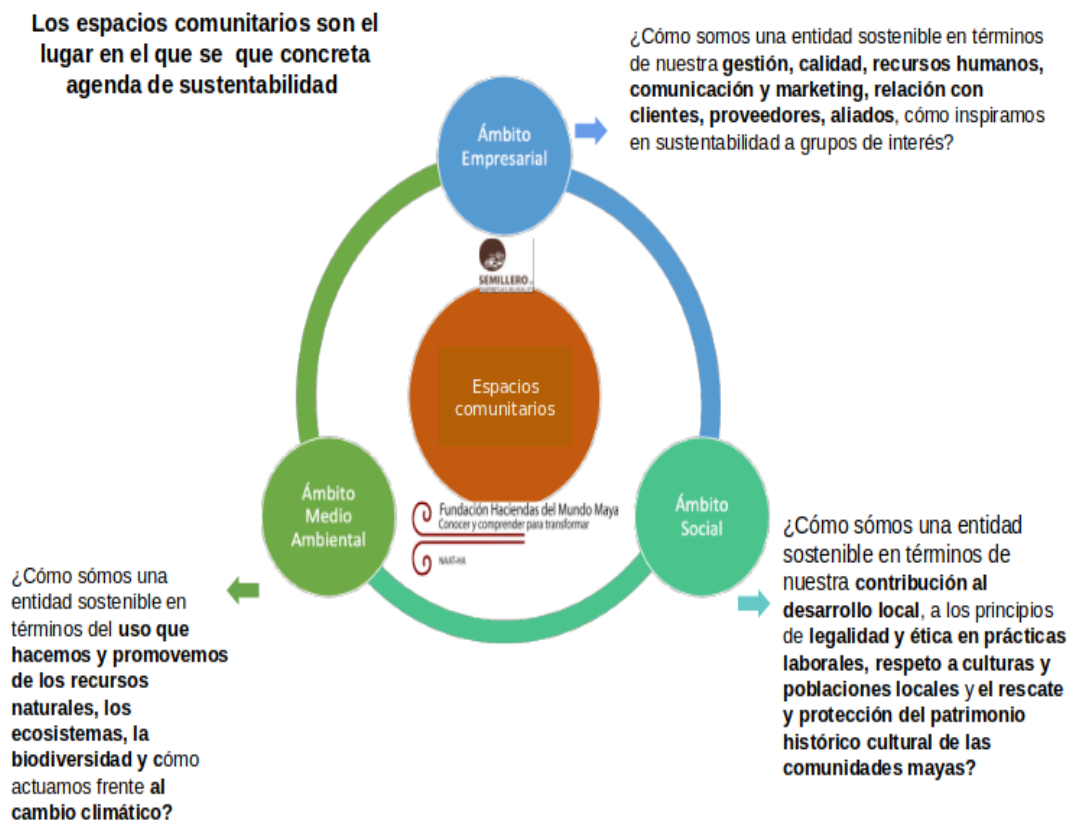 Los espacios comunitarios son el
lugar en el que se que concreta
agenda de sustentabilidad
¿Cómo somos una entidad sostenible en términos
de nuestra gestión, calidad, recursos humanos,
comunicación y marketing, relación con
clientes, proveedores, aliados, cómo inspiramos
en sustentabilidad a grupos de interés?
Ámbito
Empresarial
SEMILLERO DE
EMPRESAS RURALES
Espacios
comunitarios
Ámbito
Medio
Ambiental
Fundación Haciendas del Mundo Maya
Conocer y comprender para transformar
NAAT-HA
Ámbito
Social
¿Cómo sómos una entidad
sostenible en términos de
nuestra contribución al
desarrollo local, a los principios
de legalidad y ética en prácticas
laborales, respeto a culturas y
poblaciones locales y el rescate
y protección del patrimonio
histórico cultural de las
comunidades mayas?
¿Cómo sómos una
entidad sostenible en
términos del uso que
hacemos y promovemos
de los recursos
naturales, los
ecosistemas, la
biodiversidad y cómo
actuamos frente al
cambio climático?